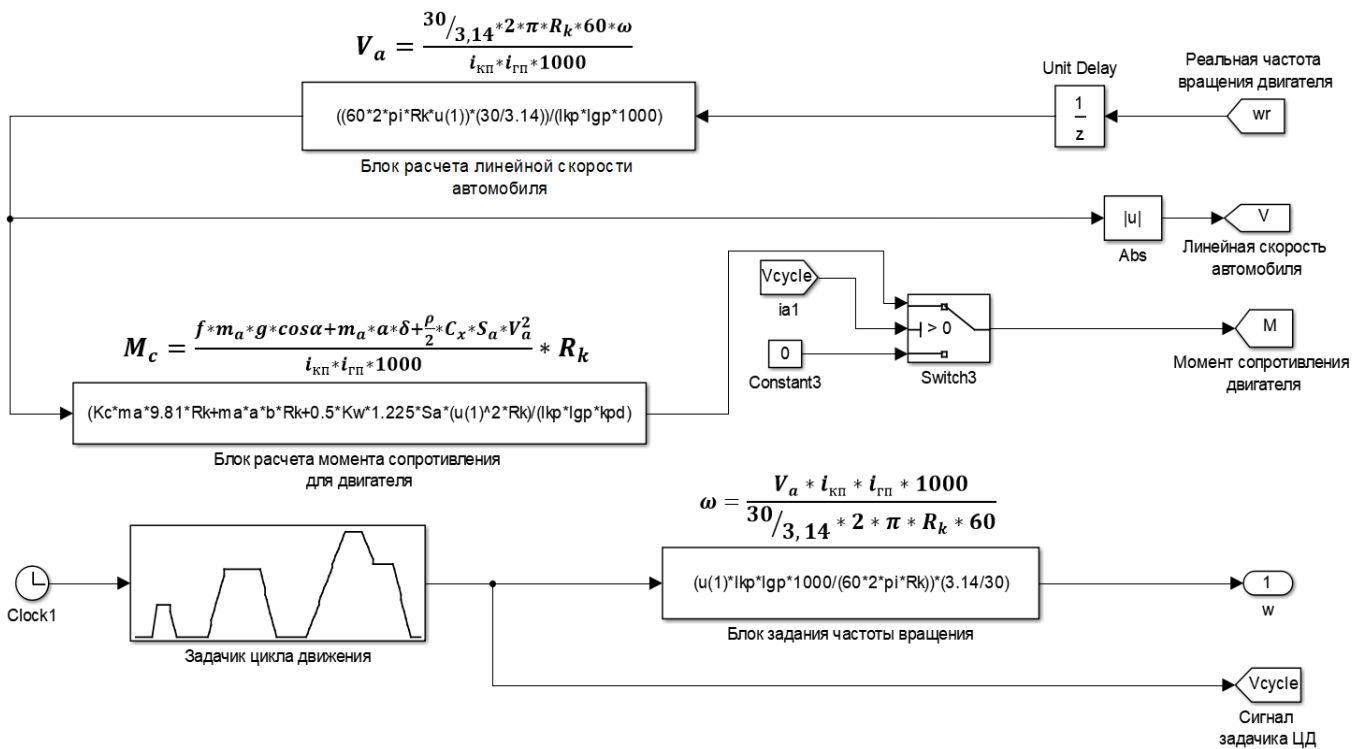 V_a = (30/3,14*2*π*R_k*60*ω)/(i_кп*i_гп*1000)
((60*2*pi*Rk*u(1))*(30/3.14))/(Ikp*Igp*1000)
Блок расчета линейной скорости
автомобиля
Unit Delay
1
z
Реальная частота
вращения двигателя
wr
|u|
Abs
V
Линейная скорость
автомобиля
M_c = (f*m_a*g*cosα+m_a*a*δ+ρ/2*C_x*S_a*V_a^2)/(i_кп*i_гп*1000) * R_k
(Kc*ma*9.81*Rk+ma*a*b*Rk+0.5*Kw*1.225*Sa*(u(1)^2*Rk)/(Ikp*Igp*kpd)
Блок расчета момента сопротивления
для двигателя
Vcycle
ia1
0
Constant3
> 0
Switch3
M
Момент сопротивления
двигателя
Clock1
Задачик цикла движения
ω = (V_a * i_кп * i_гп * 1000)/(30/3,14 * 2 * π * R_k * 60)
(u(1)*Ikp*Igp*1000/(60*2*pi*Rk))*(3.14/30)
Блок задания частоты вращения
1
w
Vcycle
Сигнал
задачика ЦД